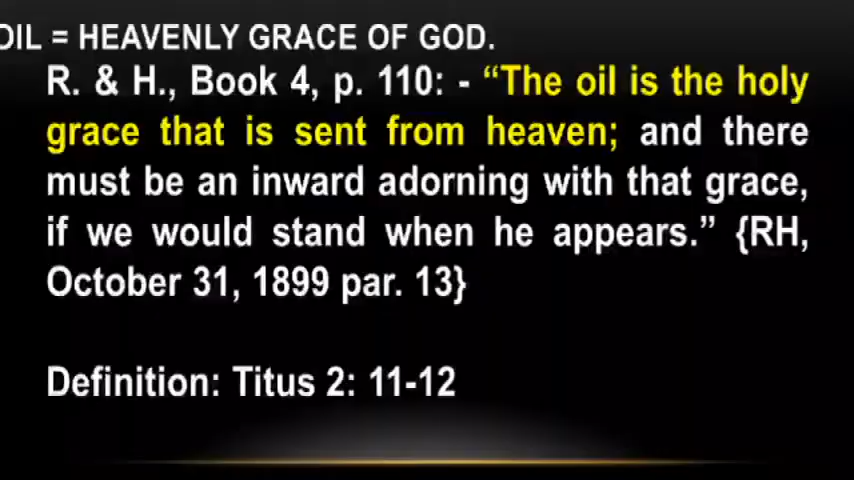 OIL = HEAVENLY GRACE OF GOD.
R. & H., Book 4, p. 110: - “The oil is the holy
grace that is sent from heaven; and there
must be an inward adorning with that grace,
if we would stand when he appears.” {RH,
October 31, 1899 par. 13}
Definition: Titus 2: 11-12